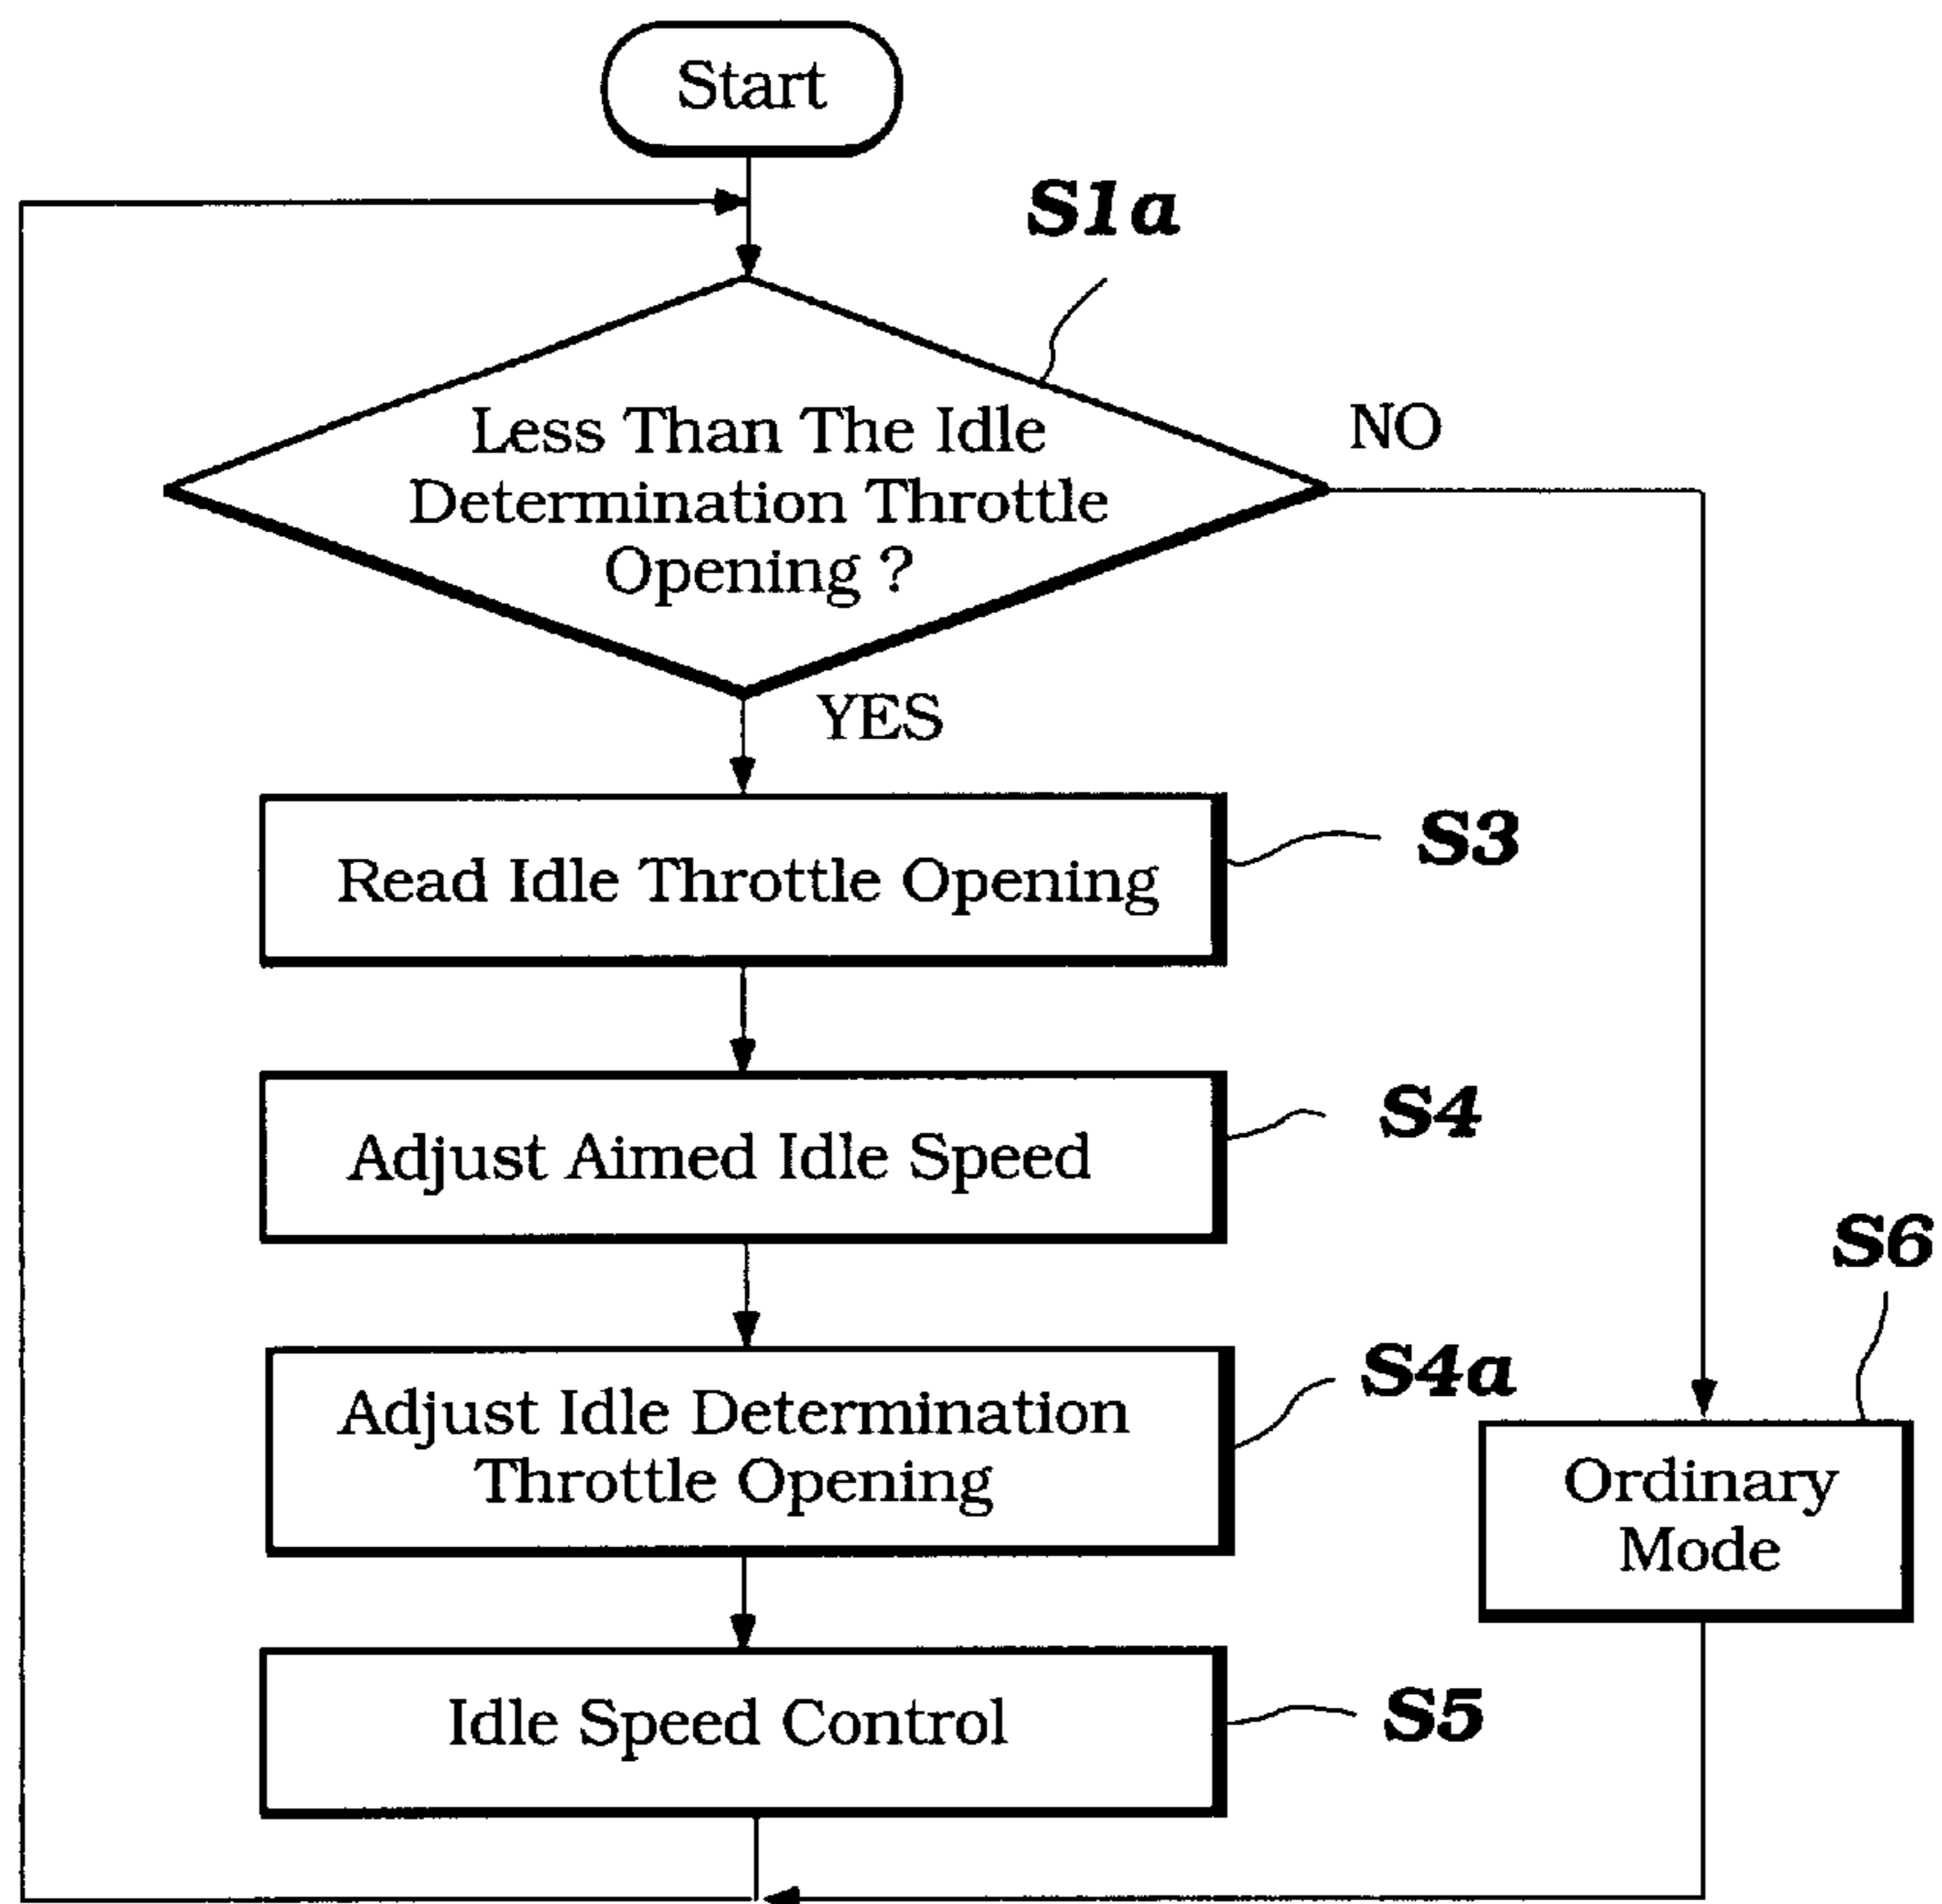 Start
S1a
Less Than The Idle
Determination Throttle
Opening ?
NO
YES
Read Idle Throttle Opening
S3
Adjust Aimed Idle Speed
S4
Adjust Idle Determination
Throttle Opening
S4a
S6
Ordinary
Mode
Idle Speed Control
S5